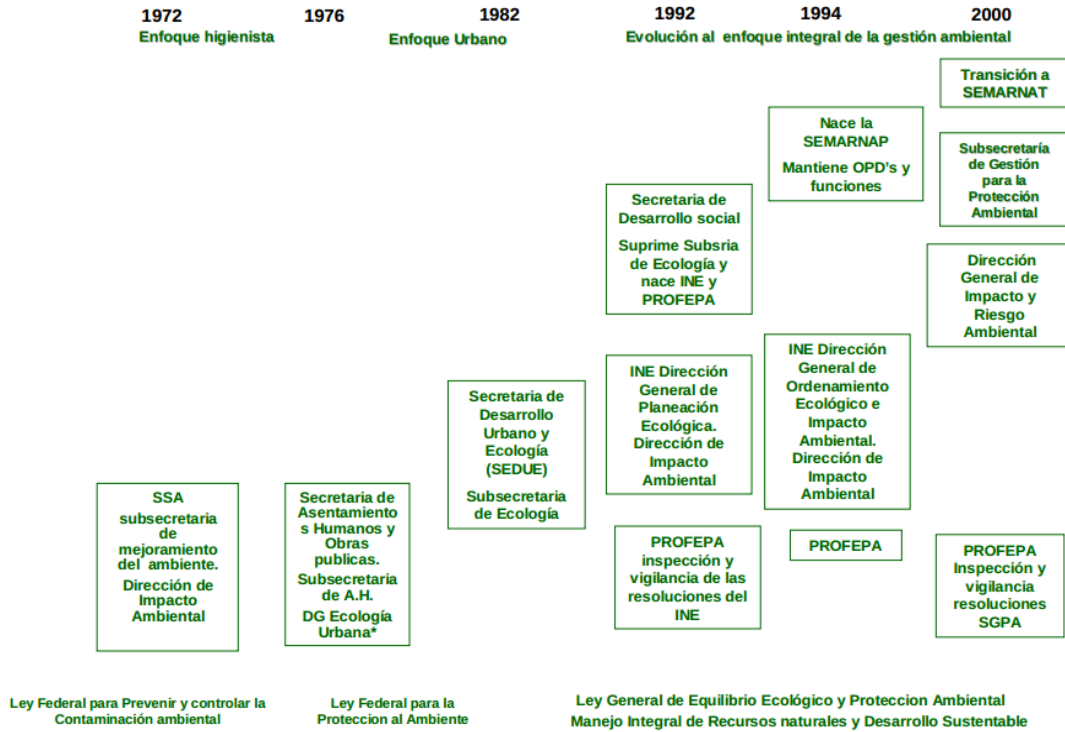 1972
1976
1982
1992
1994
2000
Enfoque higienista
Enfoque Urbano
Evolución al enfoque integral de la gestión ambiental
SSA
subsecretaria
de
mejoramiento
del ambiente.
Dirección de
Impacto
Ambiental
Secretaria de
Asentamiento
s Humanos y
Obras
publicas.
Subsecretaria
de A.H.
DG Ecología
Urbana*
Secretaria de
Desarrollo
Urbano y
Ecología
(SEDUE)
Subsecretaria
de Ecología
Secretaria de
Desarrollo social
Suprime Subsria
de Ecología y
nace INE y
PROFEPA
INE Dirección
General de
Planeación
Ecológica.
Dirección de
Impacto
Ambiental
PROFEPA
inspección y
vigilancia de las
resoluciones del
INE
Nace la
SEMARNAP
Mantiene OPD's y
funciones
INE Dirección
General de
Ordenamiento
Ecológico e
Impacto
Ambiental.
Dirección de
Impacto
Ambiental
PROFEPA
Transición a
SEMARNAT
Subsecretaría
de Gestión
para la
Protección
Ambiental
Dirección
General de
Impacto y
Riesgo
Ambiental
PROFEPA
Inspección y
vigilancia
resoluciones
SGPA
Ley Federal para Prevenir y controlar la
Contaminación ambiental
Ley Federal para la
Proteccion al Ambiente
Ley General de Equilibrio Ecológico y Proteccion Ambiental
Manejo Integral de Recursos naturales y Desarrollo Sustentable